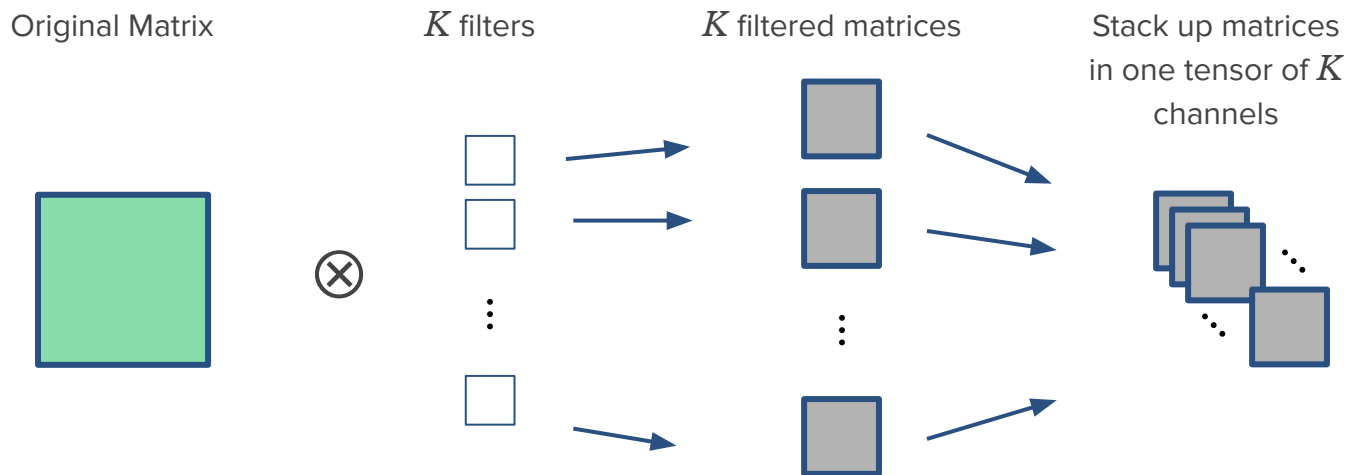 Original Matrix
K filters
K filtered matrices
Stack up matrices
in one tensor of K
channels